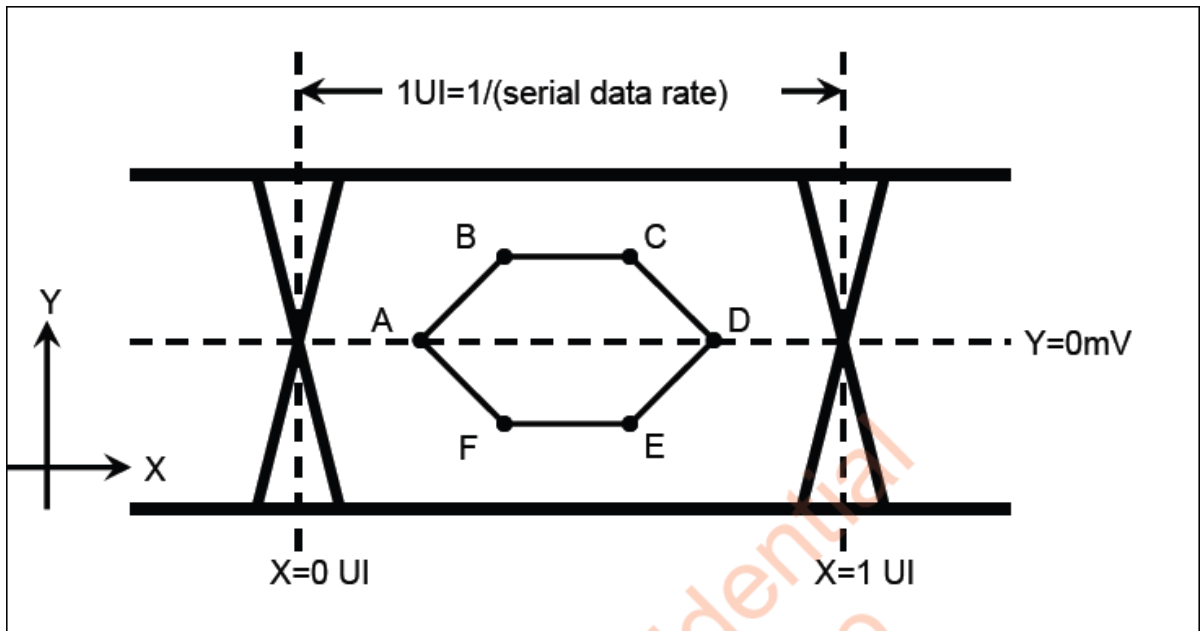 1UI=1/(serial data rate)
B
C
Y
A
D
Y=0mV
F
E
X
X=0 UI
X=1 UI